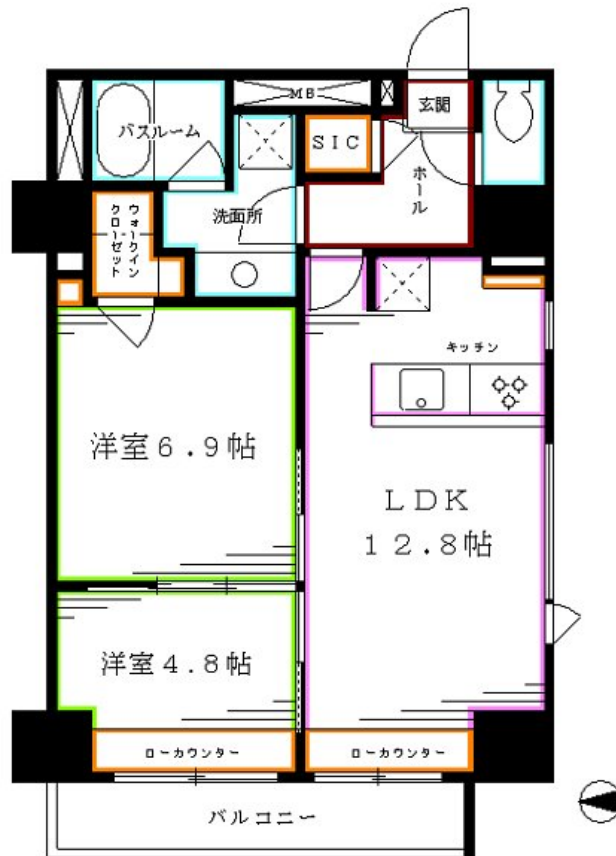 玄関
MB
バスルーム
SIC
ホール
洗面所
ウォークイン
クローゼット
キッチン
洋室6.9帖
LDK
12.8帖
洋室4.8帖
ローカウンター
ローカウンター
バルコニー